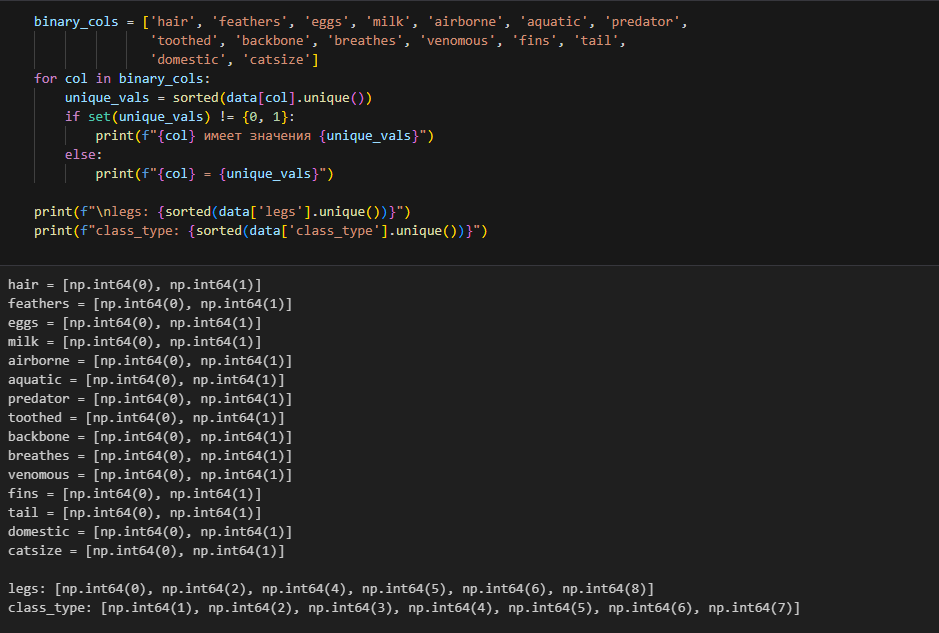 binary_cols = ['hair', 'feathers', 'eggs', 'milk', 'airborne', 'aquatic', 'predator',
'toothed', 'backbone', 'breathes', 'venomous', 'fins', 'tail',
'domestic', 'catsize']
for col in binary_cols:
unique_vals = sorted(data[col].unique())
if set(unique_vals) != {0, 1}:
print(f"{col} имеет значения {unique_vals}")
else:
print(f"{col} = {unique_vals}")
print(f"\nlegs: {sorted(data['legs'].unique())}")
print(f"class_type: {sorted(data['class_type'].unique())}")
hair = [np.int64(0), np.int64(1)]
feathers = [np.int64(0), np.int64(1)]
eggs = [np.int64(0), np.int64(1)]
milk = [np.int64(0), np.int64(1)]
airborne = [np.int64(0), np.int64(1)]
aquatic = [np.int64(0), np.int64(1)]
predator = [np.int64(0), np.int64(1)]
toothed = [np.int64(0), np.int64(1)]
backbone = [np.int64(0), np.int64(1)]
breathes = [np.int64(0), np.int64(1)]
venomous = [np.int64(0), np.int64(1)]
fins = [np.int64(0), np.int64(1)]
tail = [np.int64(0), np.int64(1)]
domestic = [np.int64(0), np.int64(1)]
catsize = [np.int64(0), np.int64(1)]
legs: [np.int64(0), np.int64(2), np.int64(4), np.int64(5), np.int64(6), np.int64(8)]
class_type: [np.int64(1), np.int64(2), np.int64(3), np.int64(4), np.int64(5), np.int64(6), np.int64(7)]